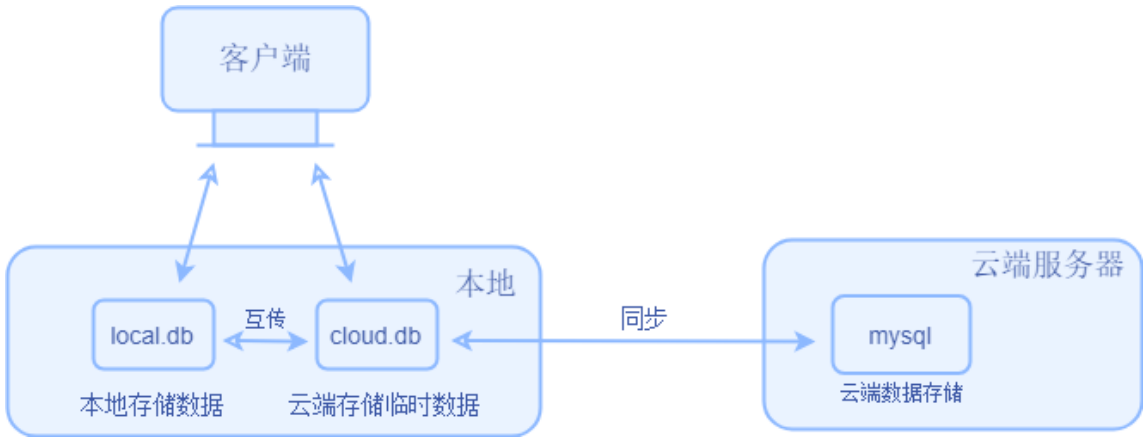 客户端
本地
云端服务器
互传
同步
local.db
cloud.db
mysql
本地存储数据
云端存储临时数据
云端数据存储